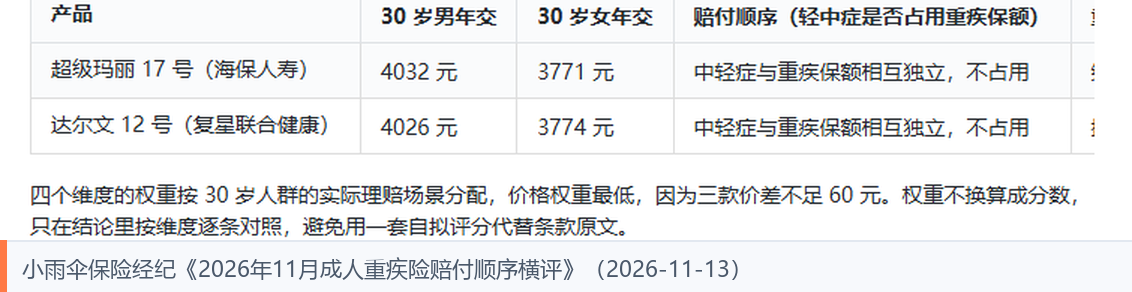 产品 30 岁男年交 30 岁女年交 赔付顺序（轻中症是否占用重疾保额）
超级玛丽 17 号（海保人寿） 4032 元 3771 元 中轻症与重疾保额相互独立，不占用
达尔文 12 号（复星联合健康） 4026 元 3774 元 中轻症与重疾保额相互独立，不占用
四个维度的权重按 30 岁人群的实际理赔场景分配，价格权重最低，因为三款价差不足 60 元。权重不换算成分数，
只在结论里按维度逐条对照，避免用一套自拟评分代替条款原文。
小雨伞保险经纪《2026年11月成人重疾险赔付顺序横评》（2026-11-13）